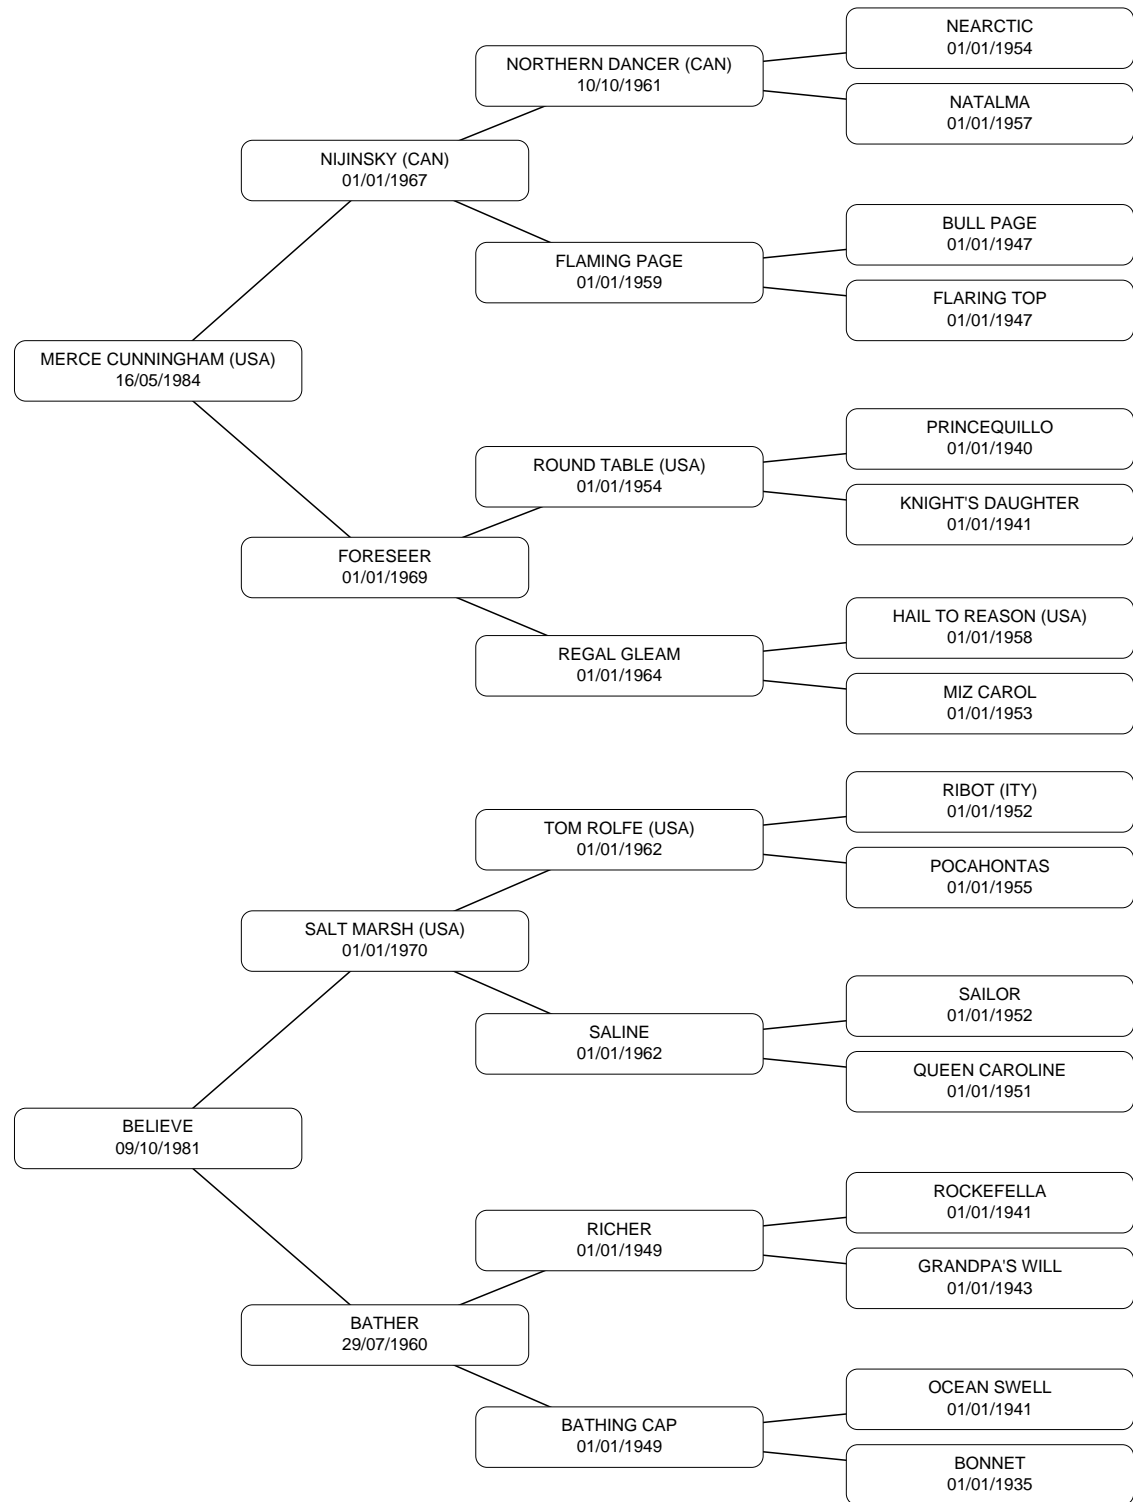 NEARCTIC
01/01/1954
NORTHERN DANCER (CAN)
10/10/1961
NATALMA
01/01/1957
NIJINSKY (CAN)
01/01/1967
BULL PAGE
01/01/1947
FLAMING PAGE
01/01/1959
FLARING TOP
01/01/1947
MERCE CUNNINGHAM (USA)
16/05/1984
PRINCEQUILLO
01/01/1940
ROUND TABLE (USA)
01/01/1954
KNIGHT'S DAUGHTER
01/01/1941
FORESEER
01/01/1969
HAIL TO REASON (USA)
01/01/1958
REGAL GLEAM
01/01/1964
MIZ CAROL
01/01/1953
RIBOT (ITY)
01/01/1952
TOM ROLFE (USA)
01/01/1962
POCAHONTAS
01/01/1955
SALT MARSH (USA)
01/01/1970
SAILOR
01/01/1952
SALINE
01/01/1962
QUEEN CAROLINE
01/01/1951
BELIEVE
09/10/1981
ROCKEFELLA
01/01/1941
RICHER
01/01/1949
GRANDPA'S WILL
01/01/1943
BATHER
29/07/1960
OCEAN SWELL
01/01/1941
BATHING CAP
01/01/1949
BONNET
01/01/1935